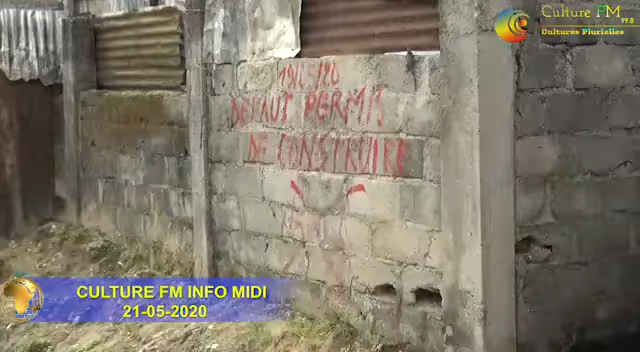 Culture FM
99.8
Cultures Plurielles
DEFAUT PERMIS
DE CONSTRUIRE
CULTURE FM INFO MIDI
21-05-2020